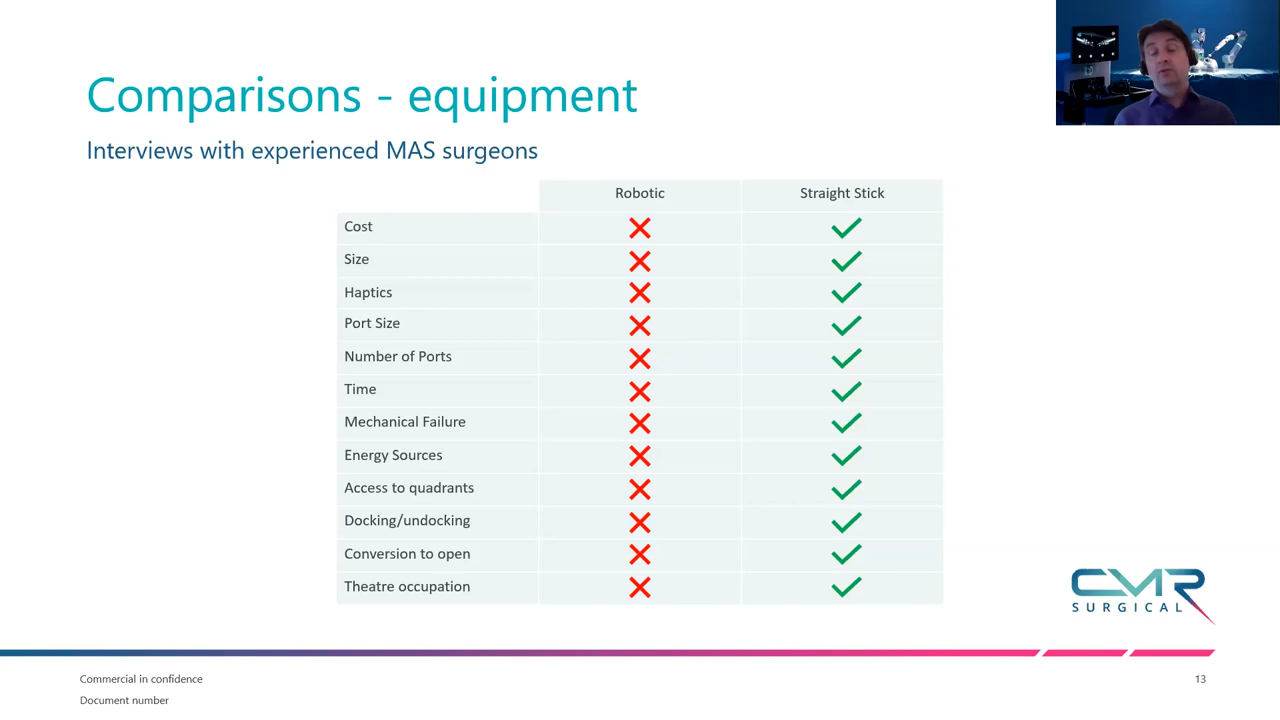 Comparisons - equipment
Interviews with experienced MAS surgeons
Robotic Straight Stick
Cost
Size
Haptics
Port Size
Number of Ports
Time
Mechanical Failure
Energy Sources
Access to quadrants
Docking/undocking
Conversion to open
Theatre occupation
CMR
SURGICAL
Commercial in confidence
13
Document number